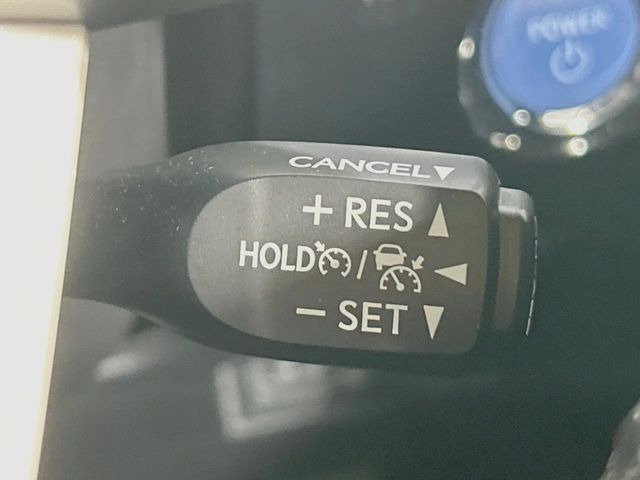 POWER
CANCEL▼
+ RES ▲
HOLD / ◀
− SET ▼